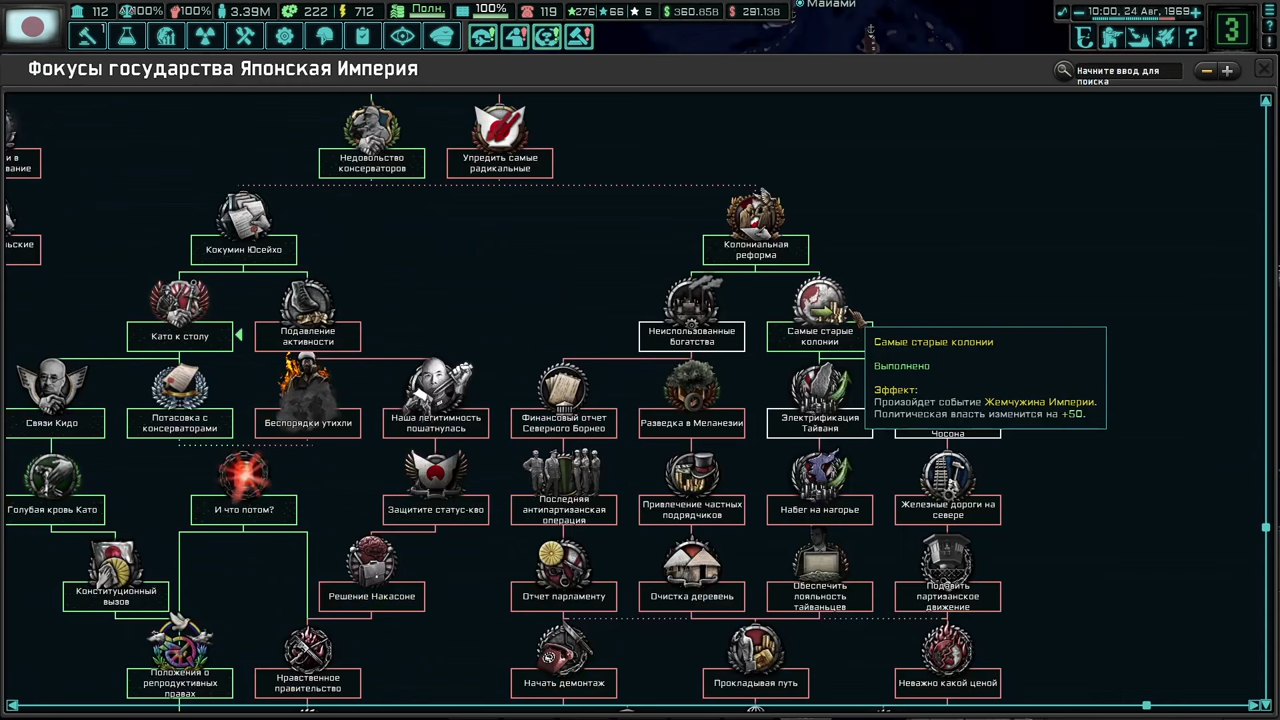 112
100%
100%
3.39M
222
712
Полн.
100%
119
276
66
6
$ 360.85B
$ 291.13B
Майами
10:00, 24 Авг, 1969
3
Фокусы государства Японская Империя
Начните ввод для
поиска
и в
вание
Недовольство
консерваторов
Упредить самые
радикальные
ские
Кокумин Юсейхо
Колониальная
реформа
Като к столу
Подавление
активности
Неиспользованные
богатства
Самые старые
колонии
Самые старые колонии
Выполнено
Эффект:
Произойдет событие Жемчужина Империи.
Политическая власть изменится на +50.
Связи Кидо
Потасовка с
консерваторами
Беспорядки утихли
Наша легитимность
пошатнулась
Финансовый отчет
Северного Борнео
Разведка в Меланезии
Электрификация
Тайваня
Чосона
Голубая кровь Като
И что потом?
Защитите статус-кво
Последняя
антипартизанская
операция
Привлечение частных
подрядчиков
Набег на нагорье
Железные дороги на
севере
Конституционный
вызов
Решение Накасоне
Отчет парламенту
Очистка деревень
Обеспечить
лояльность
тайваньцев
Подавить
партизанское
движение
Положения о
репродуктивных
правах
Нравственное
правительство
Начать демонтаж
Прокладывая путь
Неважно какой ценой